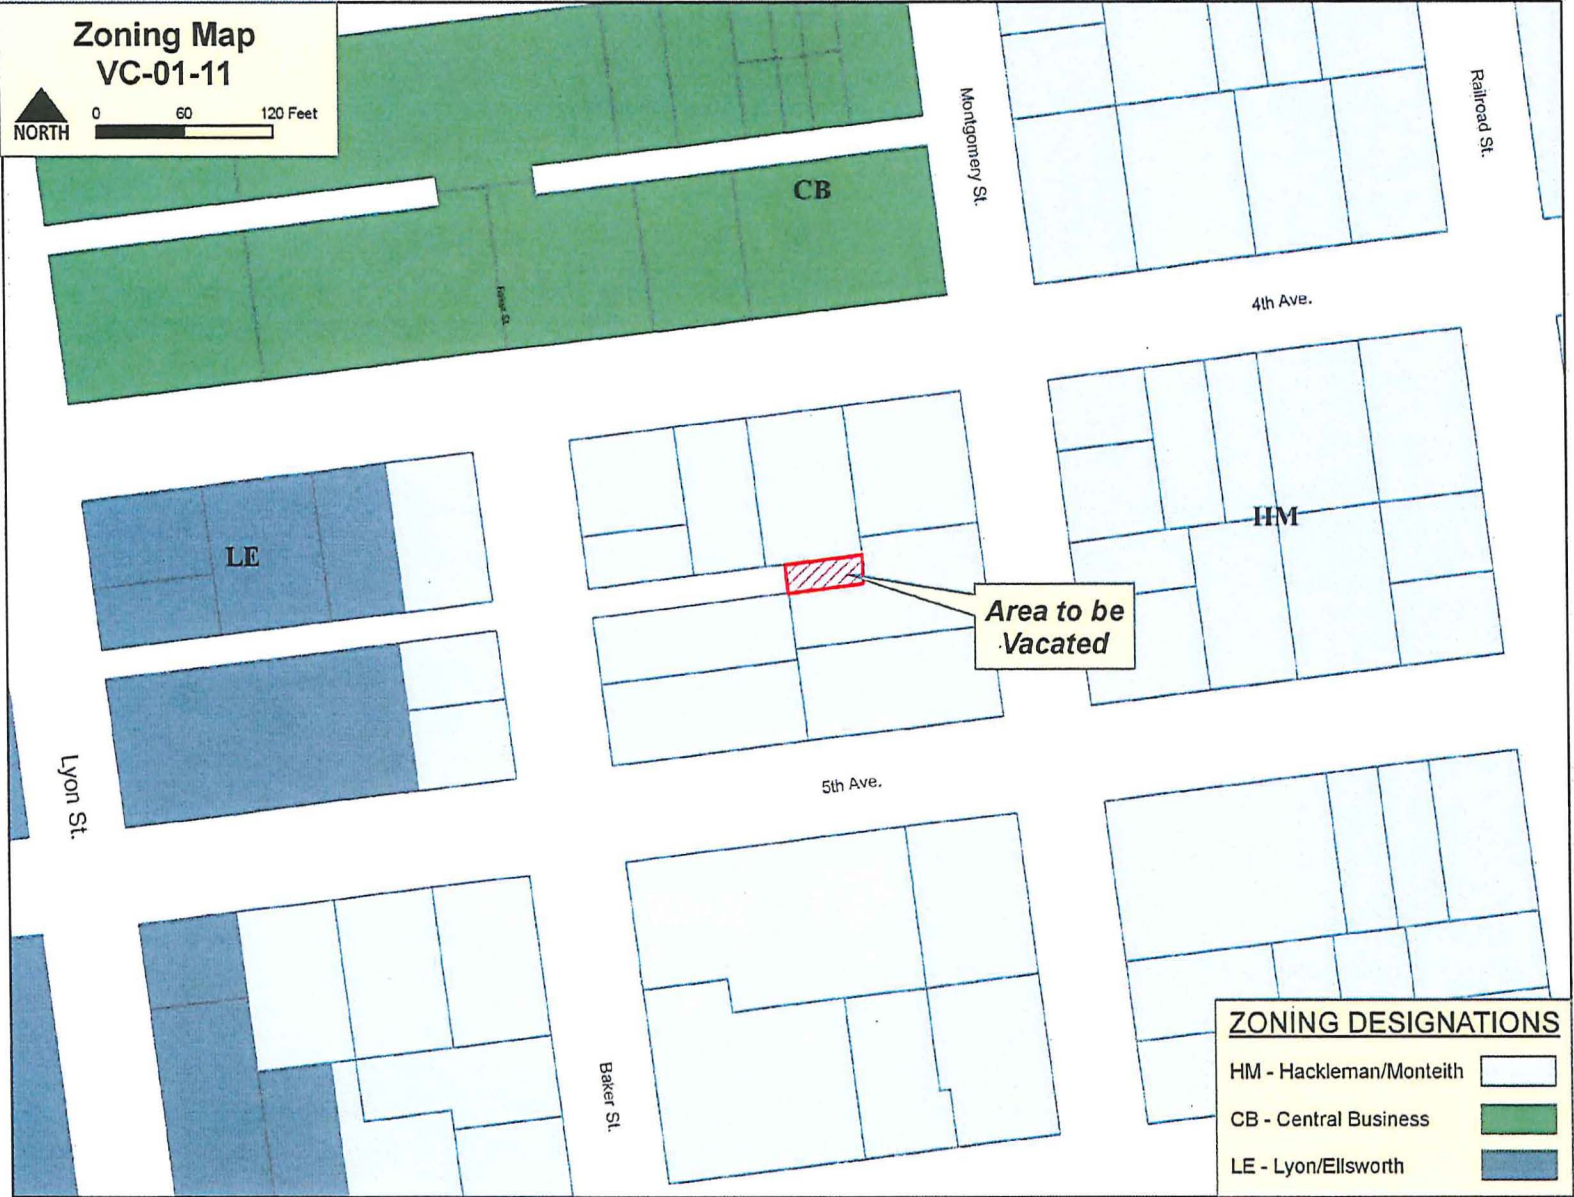 Zoning Map
VC-01-11
NORTH
0 60 120 Feet
Montgomery St.
Railroad St.
CB
4th Ave.
LE
HM
Area to be
Vacated
Lyon St.
5th Ave.
Baker St.
ZONING DESIGNATIONS
HM - Hackleman/Monteith
CB - Central Business
LE - Lyon/Ellsworth